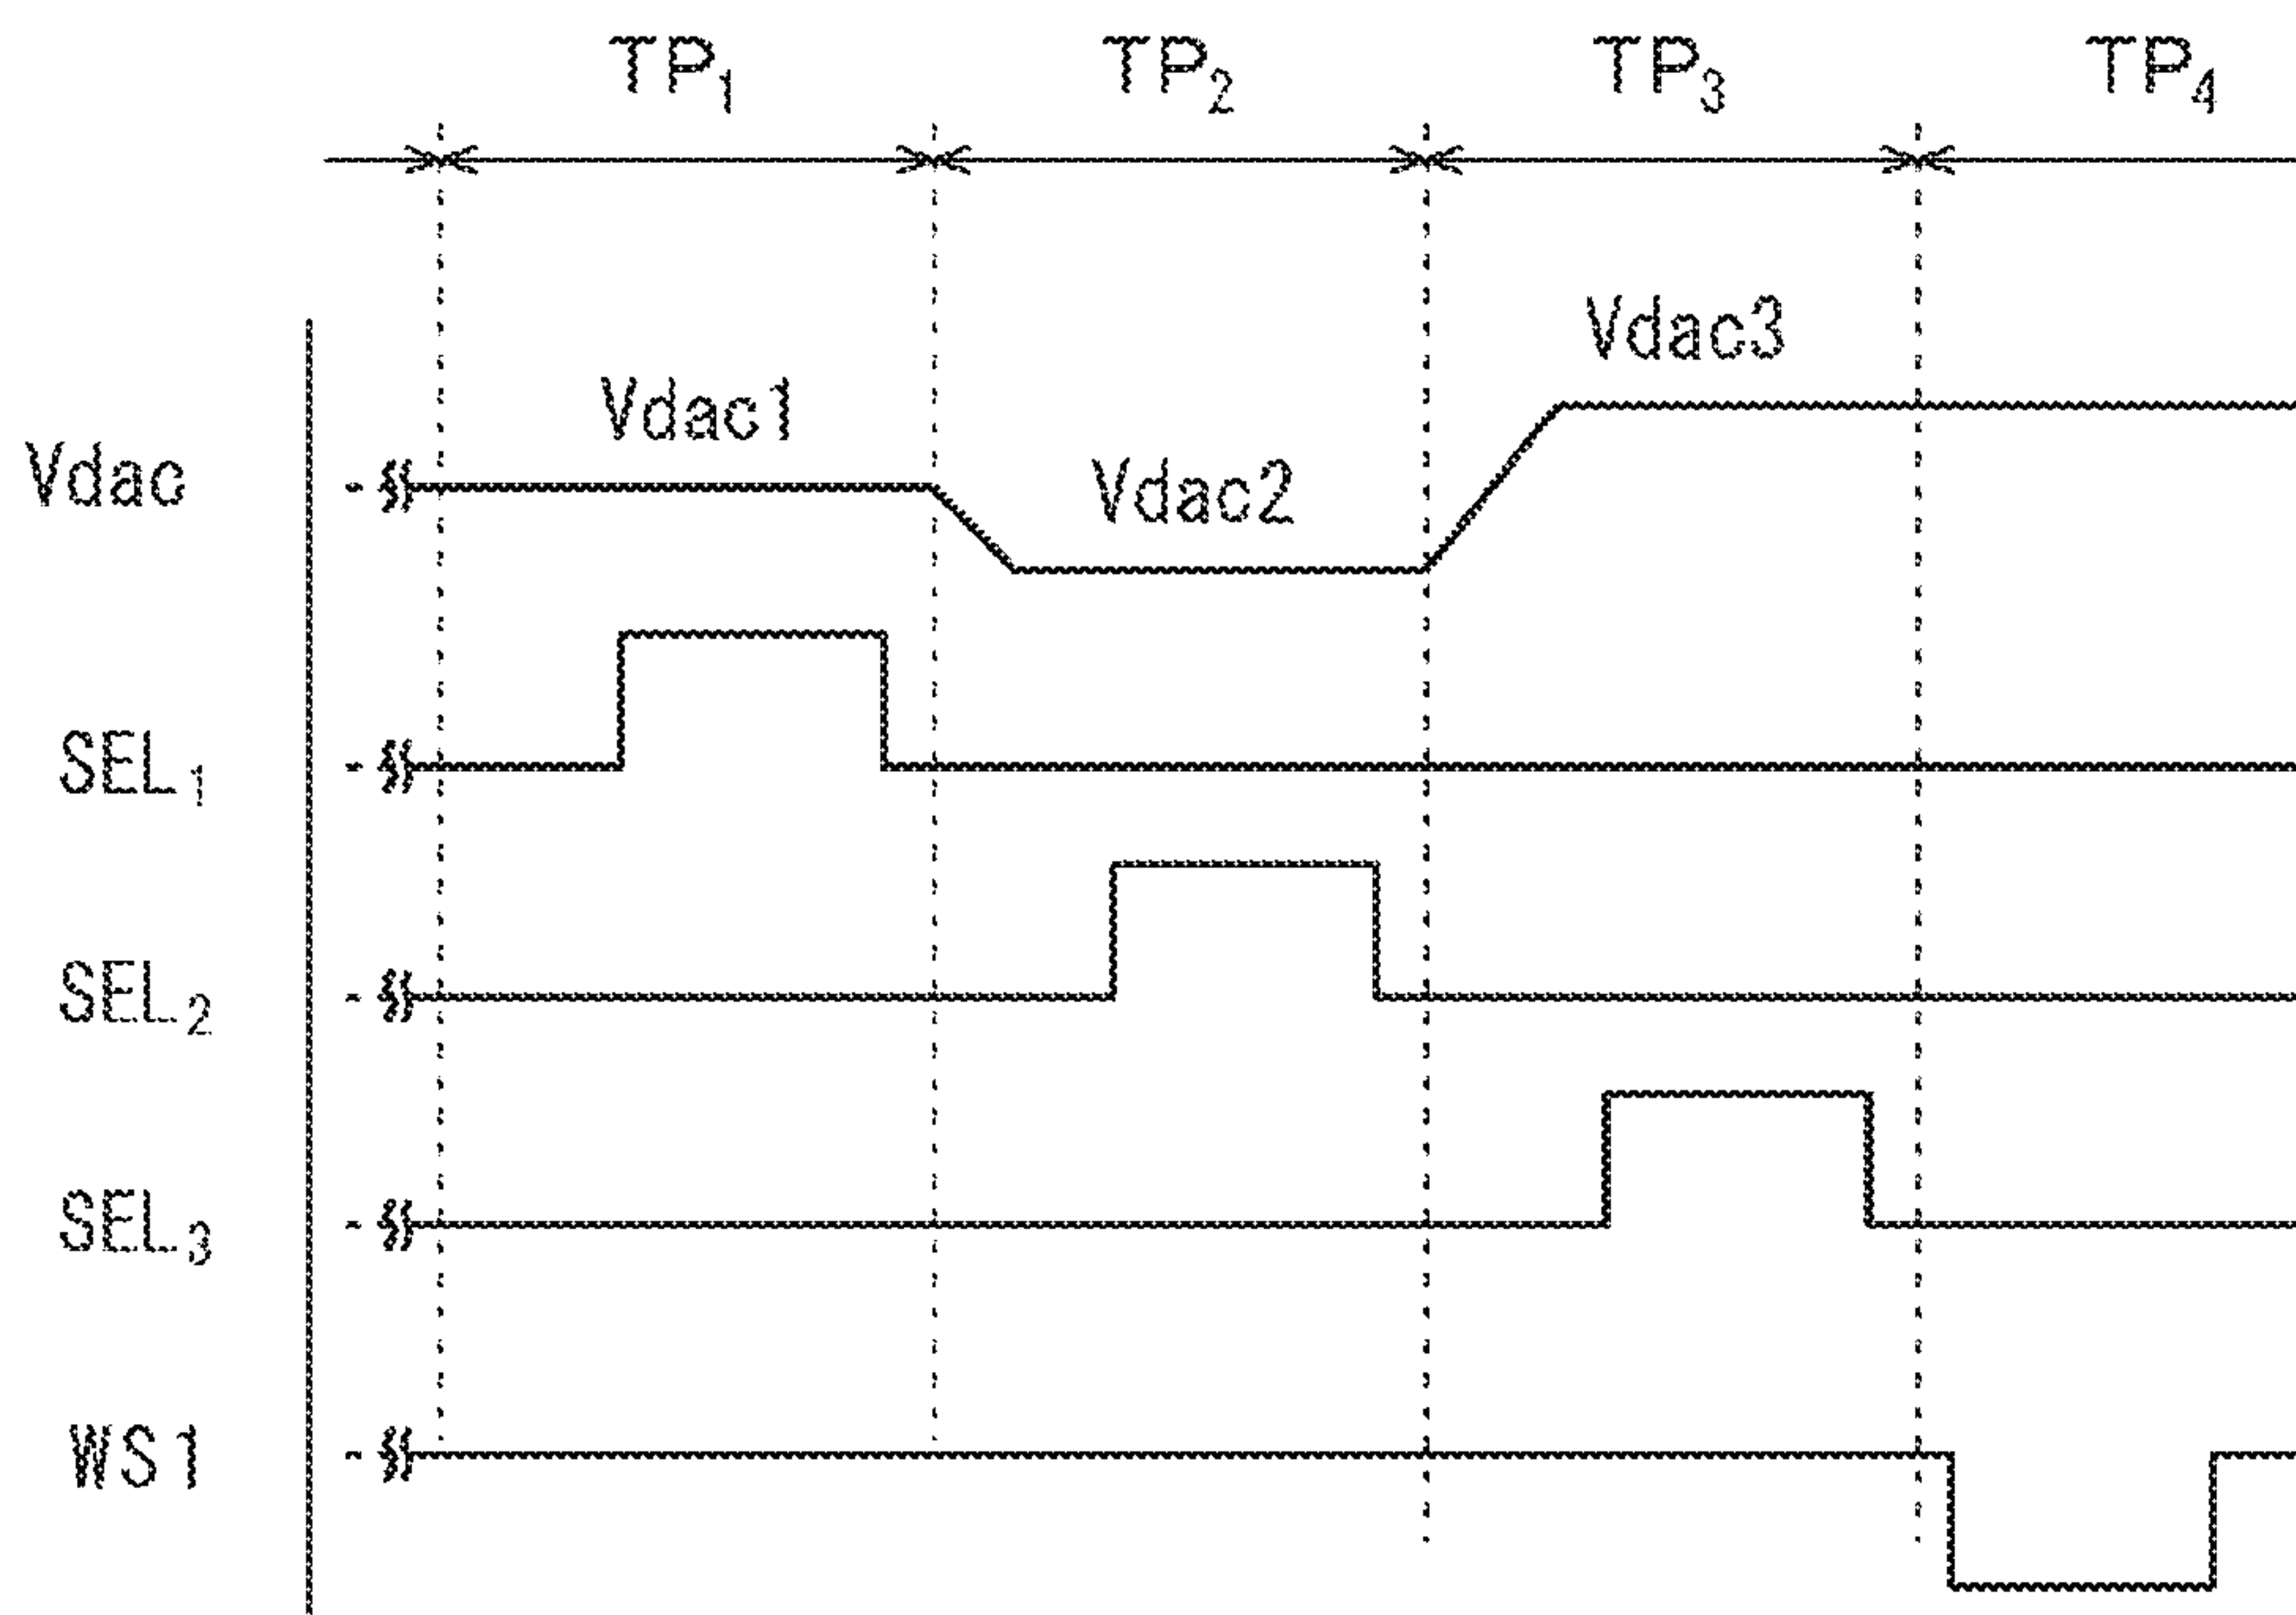 TP₁ TP₂ TP₃ TP₄
Vdac3
Vdac1
Vdac Vdac2
SEL₁
SEL₂
SEL₃
WS1